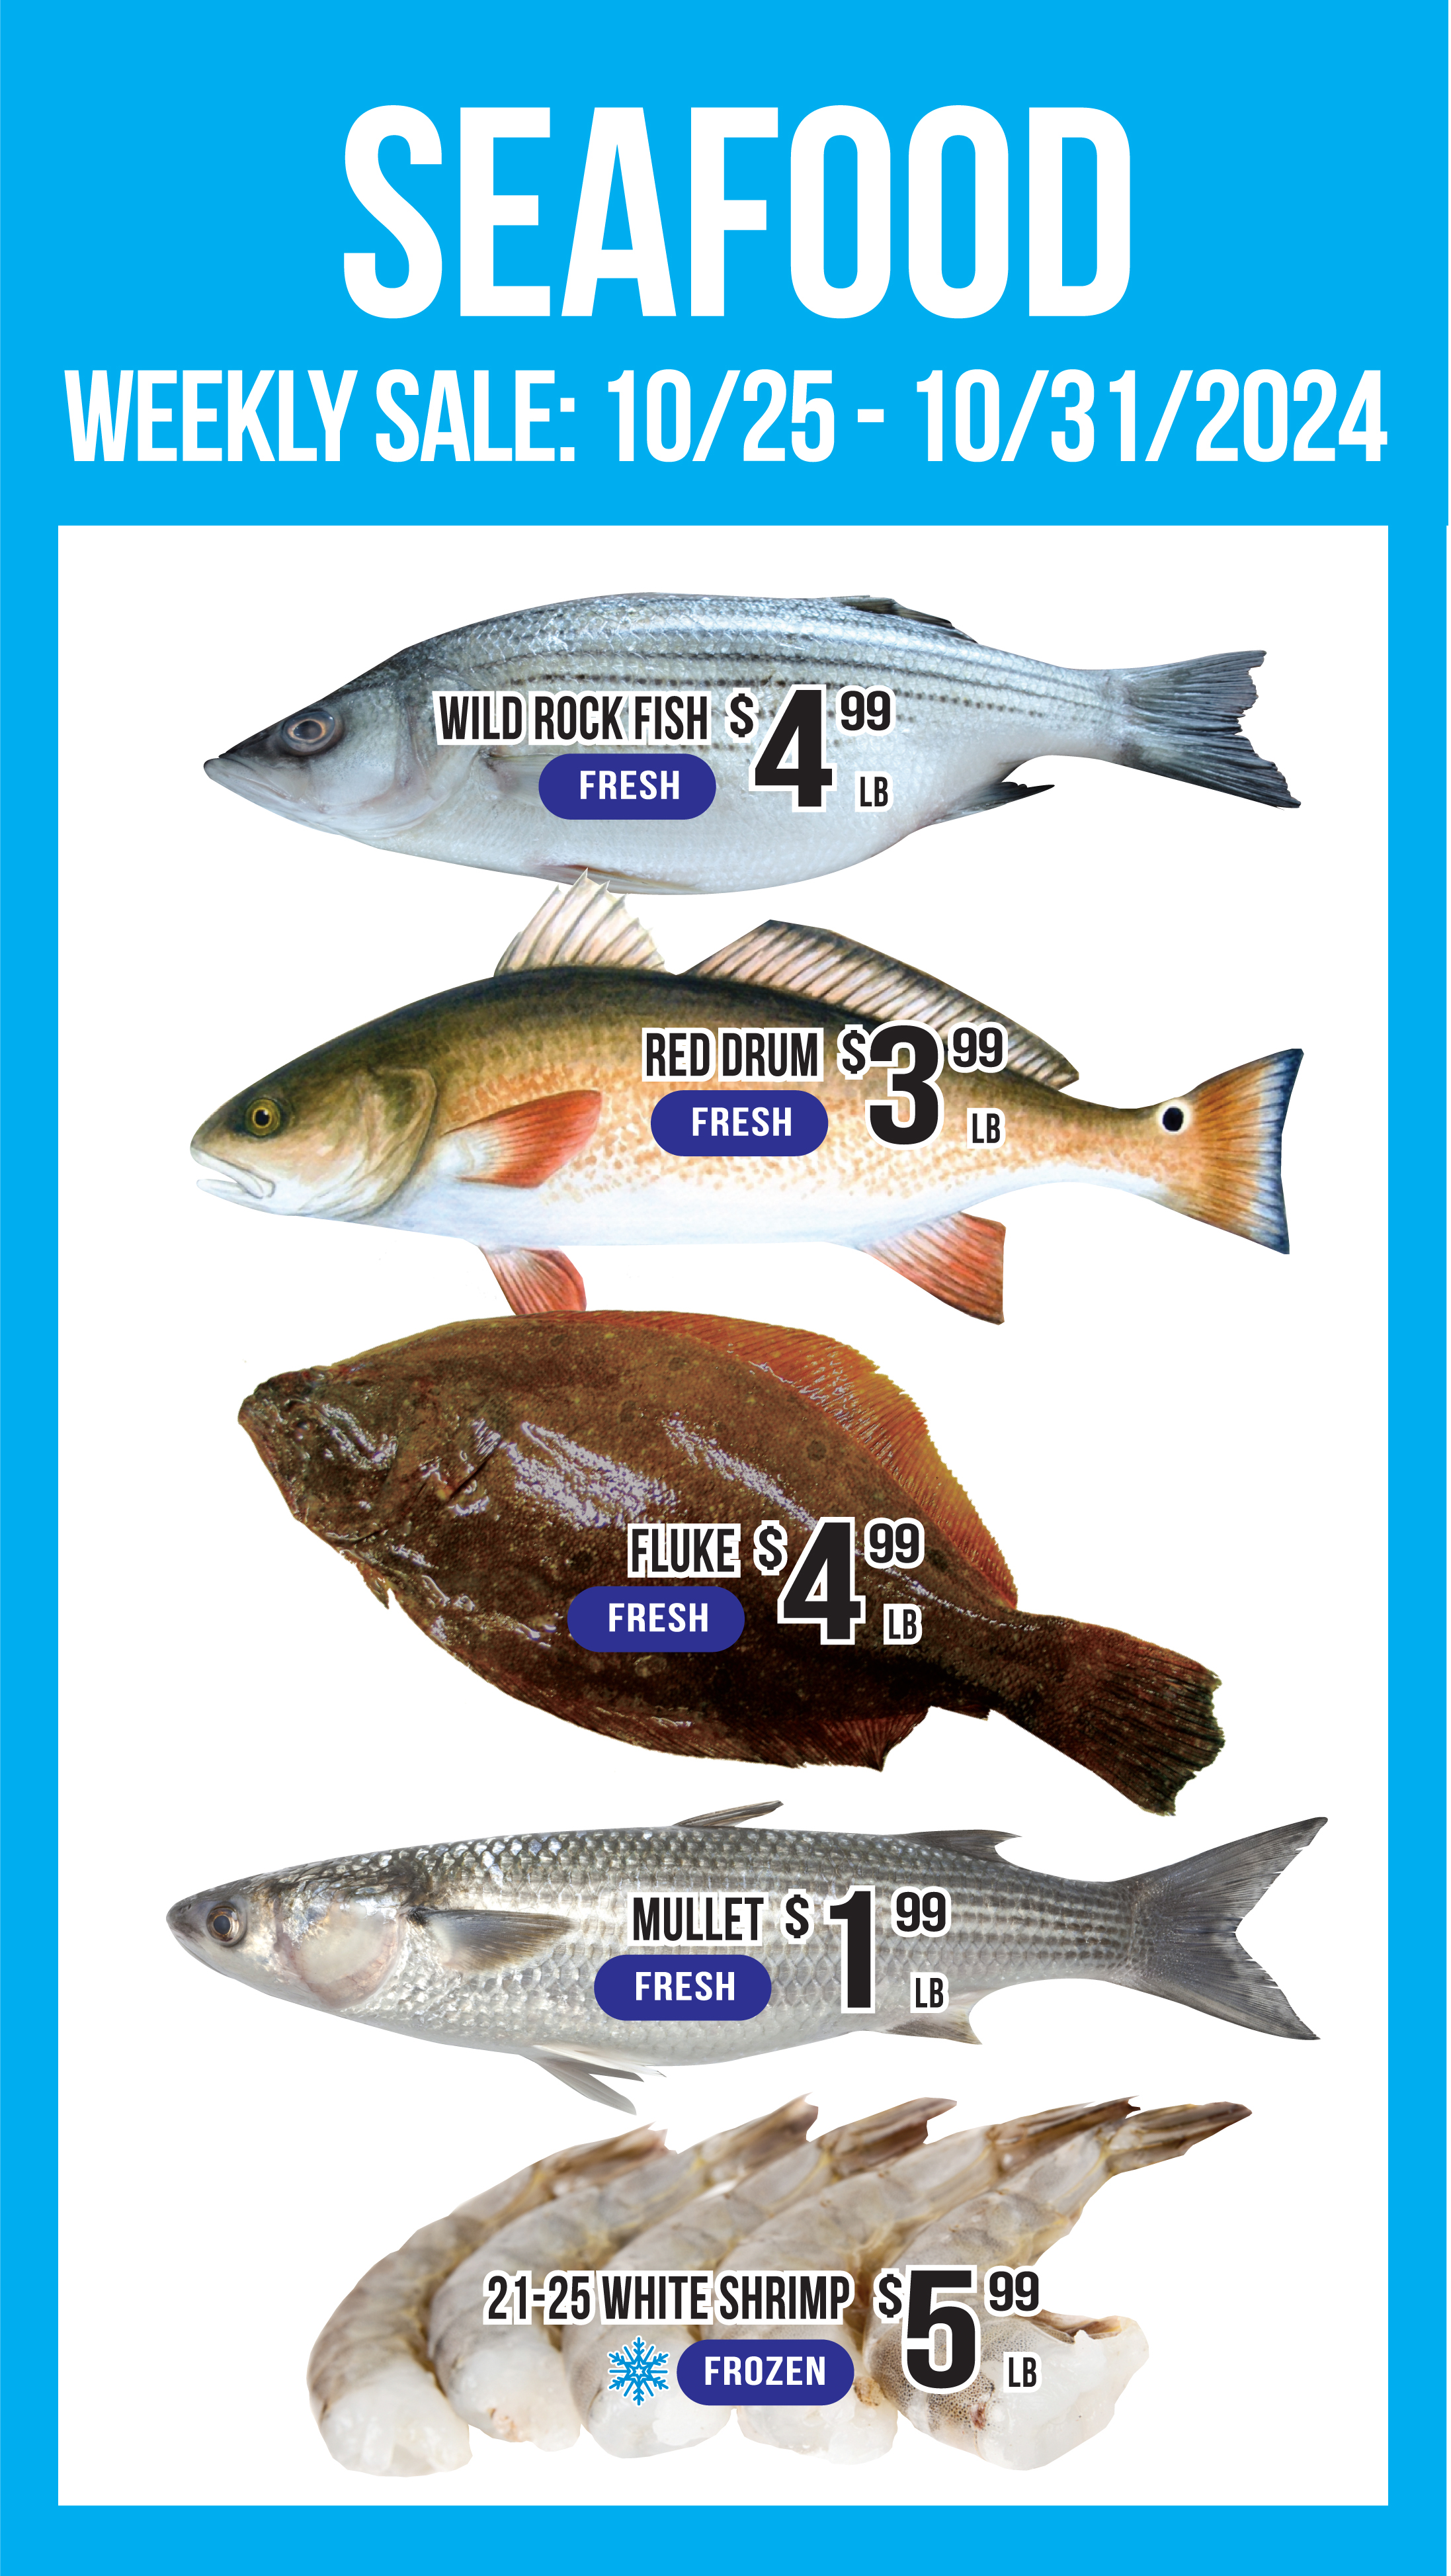 SEAFOOD
WEEKLY SALE: 10/25 - 10/31/2024
WILD ROCK FISH $4 99
FRESH LB
RED DRUM $3 99
FRESH LB
FLUKE $4 99
FRESH LB
MULLET $1 99
FRESH LB
21-25 WHITE SHRIMP $5 99
FROZEN LB